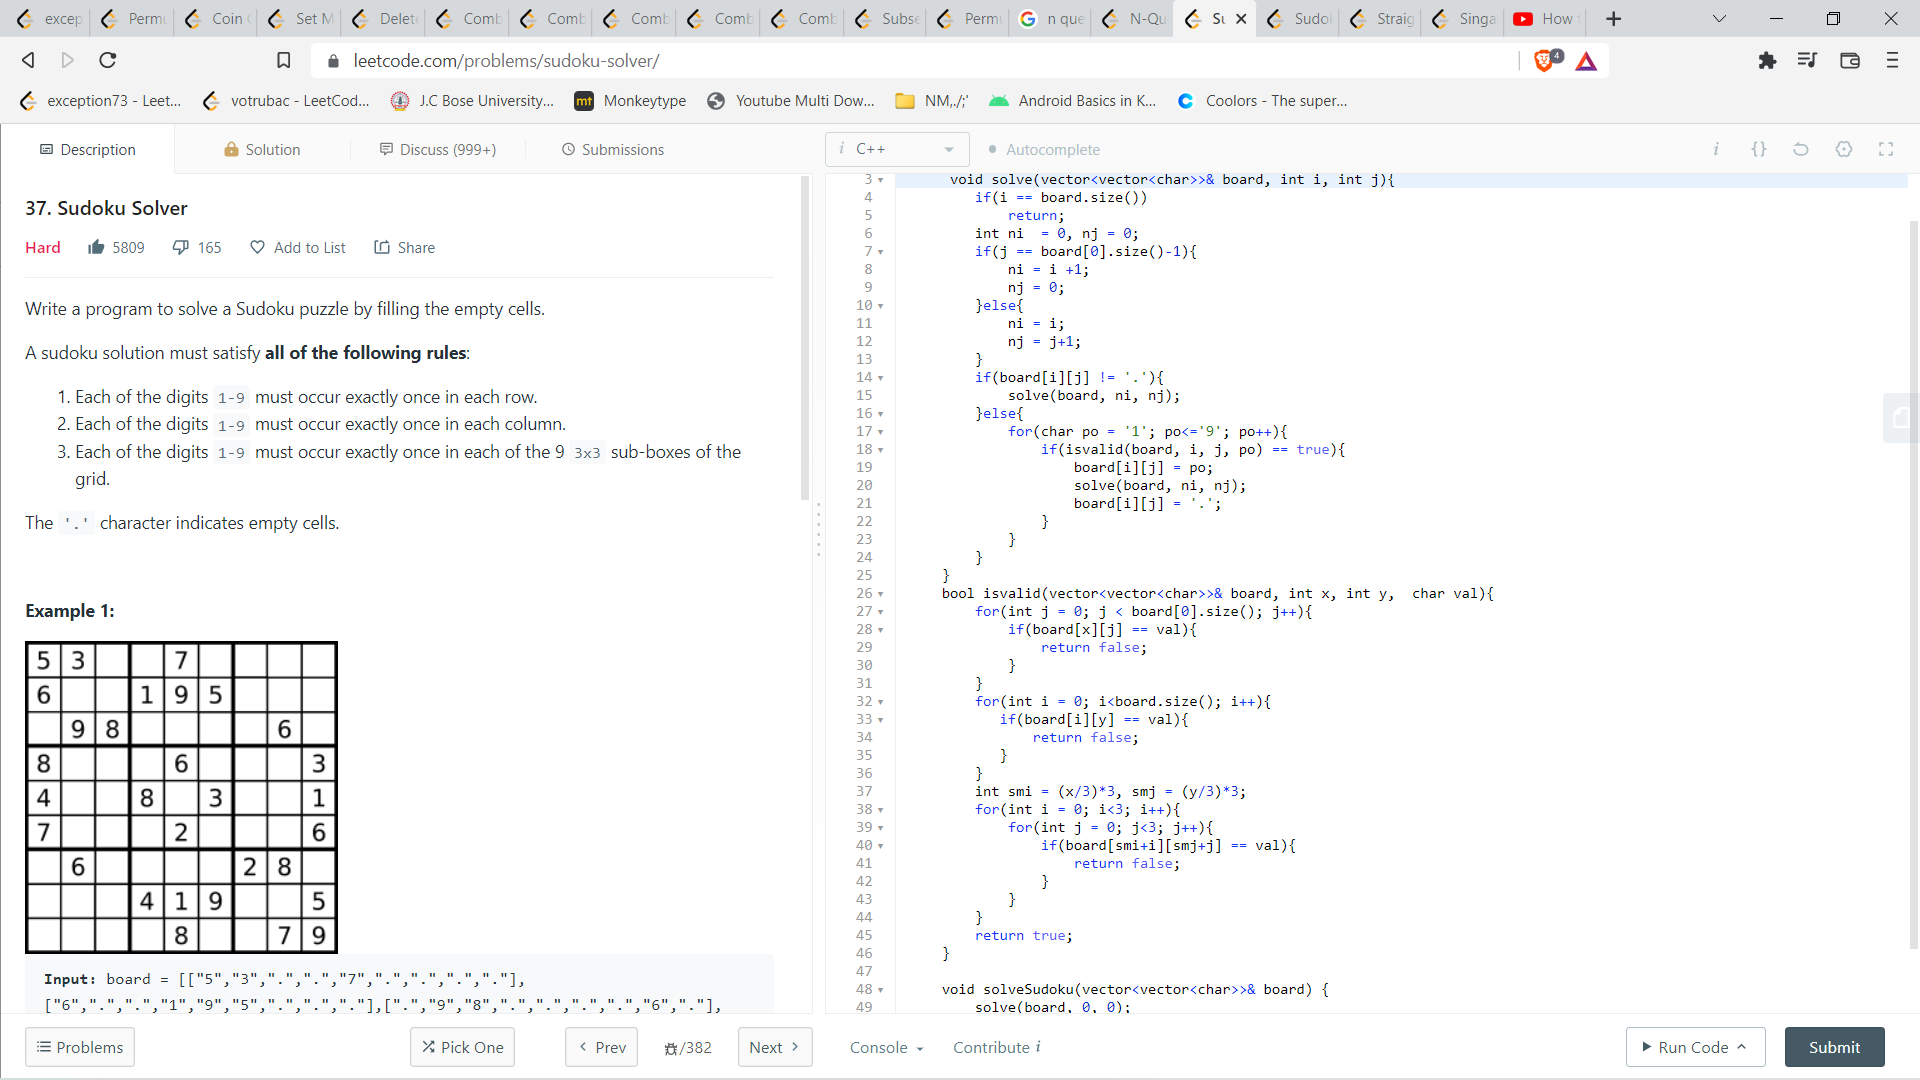 excep Permu Coin C Set M Delet Comb Comb Comb Comb Comb Subse Permu n que N-Qu Su Sudo Straig Singa How
leetcode.com/problems/sudoku-solver/ 4
exception73 - Leet... votrubac - LeetCod... J.C Bose University... mt Monkeytype Youtube Multi Dow... NM,./;' Android Basics in K... Coolors - The super...
Description Solution Discuss (999+) Submissions i C++ Autocomplete i {}
37. Sudoku Solver
Hard 5809 165 Add to List Share
Write a program to solve a Sudoku puzzle by filling the empty cells.
A sudoku solution must satisfy all of the following rules:
1. Each of the digits 1-9 must occur exactly once in each row.
2. Each of the digits 1-9 must occur exactly once in each column.
3. Each of the digits 1-9 must occur exactly once in each of the 9 3x3 sub-boxes of the
grid.
The '.' character indicates empty cells.
Example 1:
5 3 7
6 1 9 5
9 8 6
8 6 3
4 8 3 1
7 2 6
6 2 8
4 1 9 5
8 7 9
Input: board = [["5","3",".",".","7",".",".",".","."],
["6",".",".","1","9","5",".",".","."],[".","9","8",".",".",".",".","6","."],
3 void solve(vector<vector<char>>& board, int i, int j){
4 if(i == board.size())
5 return;
6 int ni  = 0, nj = 0;
7 if(j == board[0].size()-1){
8 ni = i +1;
9 nj = 0;
10 }else{
11 ni = i;
12 nj = j+1;
13 }
14 if(board[i][j] != '.'){
15 solve(board, ni, nj);
16 }else{
17 for(char po = '1'; po<='9'; po++){
18 if(isvalid(board, i, j, po) == true){
19 board[i][j] = po;
20 solve(board, ni, nj);
21 board[i][j] = '.';
22 }
23 }
24 }
25 }
26 bool isvalid(vector<vector<char>>& board, int x, int y,  char val){
27 for(int j = 0; j < board[0].size(); j++){
28 if(board[x][j] == val){
29 return false;
30 }
31 }
32 for(int i = 0; i<board.size(); i++){
33 if(board[i][y] == val){
34 return false;
35 }
36 }
37 int smi = (x/3)*3, smj = (y/3)*3;
38 for(int i = 0; i<3; i++){
39 for(int j = 0; j<3; j++){
40 if(board[smi+i][smj+j] == val){
41 return false;
42 }
43 }
44 }
45 return true;
46 }
47
48 void solveSudoku(vector<vector<char>>& board) {
49 solve(board, 0, 0);
Problems Pick One Prev /382 Next Console Contribute i Run Code Submit